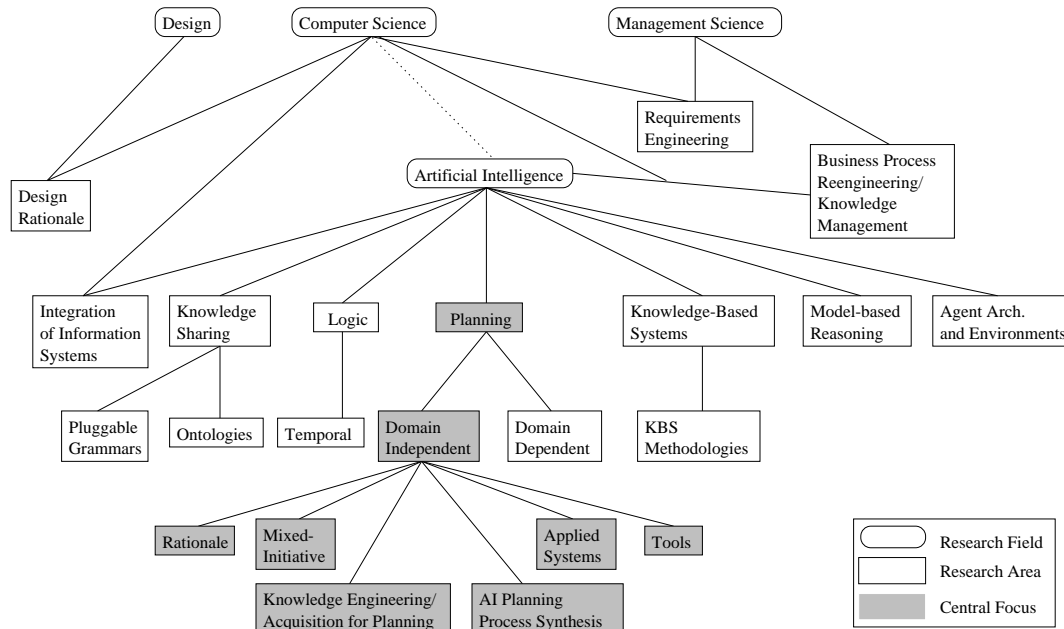 Design
Computer Science
Management Science
Requirements
Engineering
Artificial Intelligence
Business Process
Reengineering/
Knowledge
Management
Design
Rationale
Integration
of Information
Systems
Knowledge
Sharing
Logic
Planning
Knowledge-Based
Systems
Model-based
Reasoning
Agent Arch.
and Environments
Pluggable
Grammars
Ontologies
Temporal
Domain
Independent
Domain
Dependent
KBS
Methodologies
Rationale
Mixed-
Initiative
Applied
Systems
Tools
Knowledge Engineering/
Acquisition for Planning
AI Planning
Process Synthesis
Research Field
Research Area
Central Focus